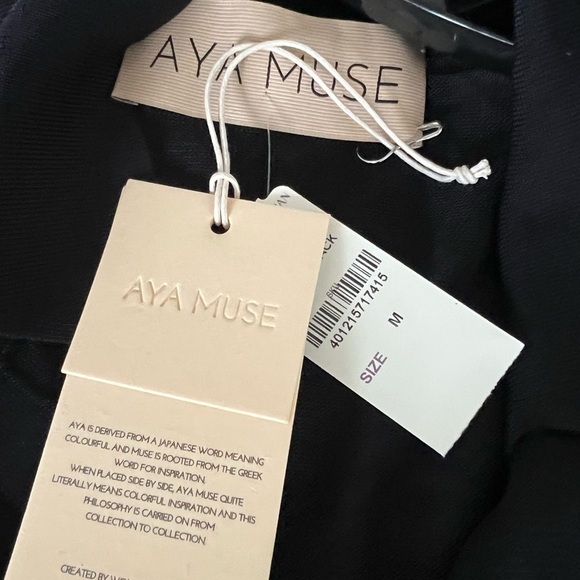 AYA MUSE
AYA MUSE
AYA IS DERIVED FROM A JAPANESE WORD MEANING
COLOURFUL AND MUSE IS ROOTED FROM THE GREEK
WORD FOR INSPIRATION.
WHEN PLACED SIDE BY SIDE, AYA MUSE QUITE
LITERALLY MEANS COLORFUL INSPIRATION AND THIS
PHILOSOPHY IS CARRIED ON FROM
COLLECTION TO COLLECTION.
CREATED BY
SKU
401215717415
SIZE M